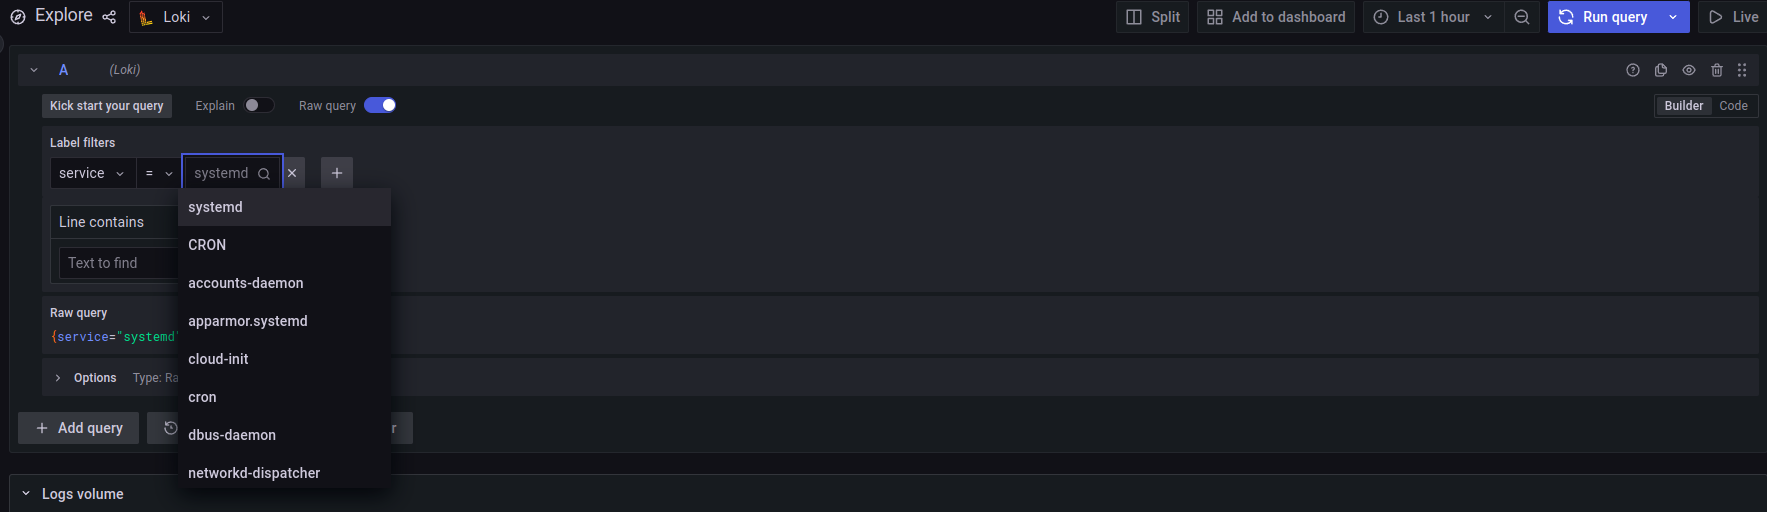 Explore
Loki
Split
Add to dashboard
Last 1 hour
Run query
Live
A
(Loki)
Kick start your query
Explain
Raw query
Builder
Code
Label filters
service
=
systemd
systemd
CRON
accounts-daemon
apparmor.systemd
cloud-init
cron
dbus-daemon
networkd-dispatcher
Line contains
Text to find
Raw query
{service="systemd"
Options
Type: Ra
Add query
r
Logs volume